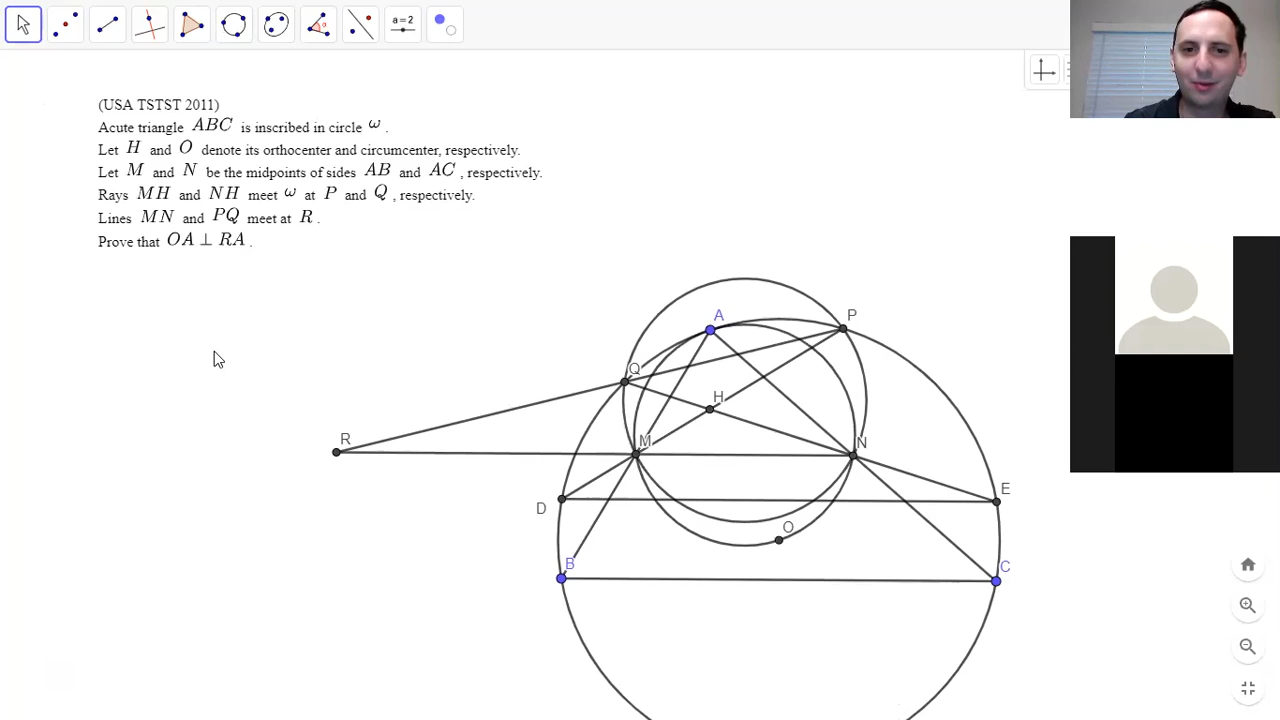 a=2
(USA TSTST 2011)
Acute triangle ABC is inscribed in circle ω .
Let H and O denote its orthocenter and circumcenter, respectively.
Let M and N be the midpoints of sides AB and AC , respectively.
Rays MH and NH meet ω at P and Q , respectively.
Lines MN and PQ meet at R .
Prove that OA ⊥ RA .
A
P
Q
H
R
M
N
D
E
O
B
C